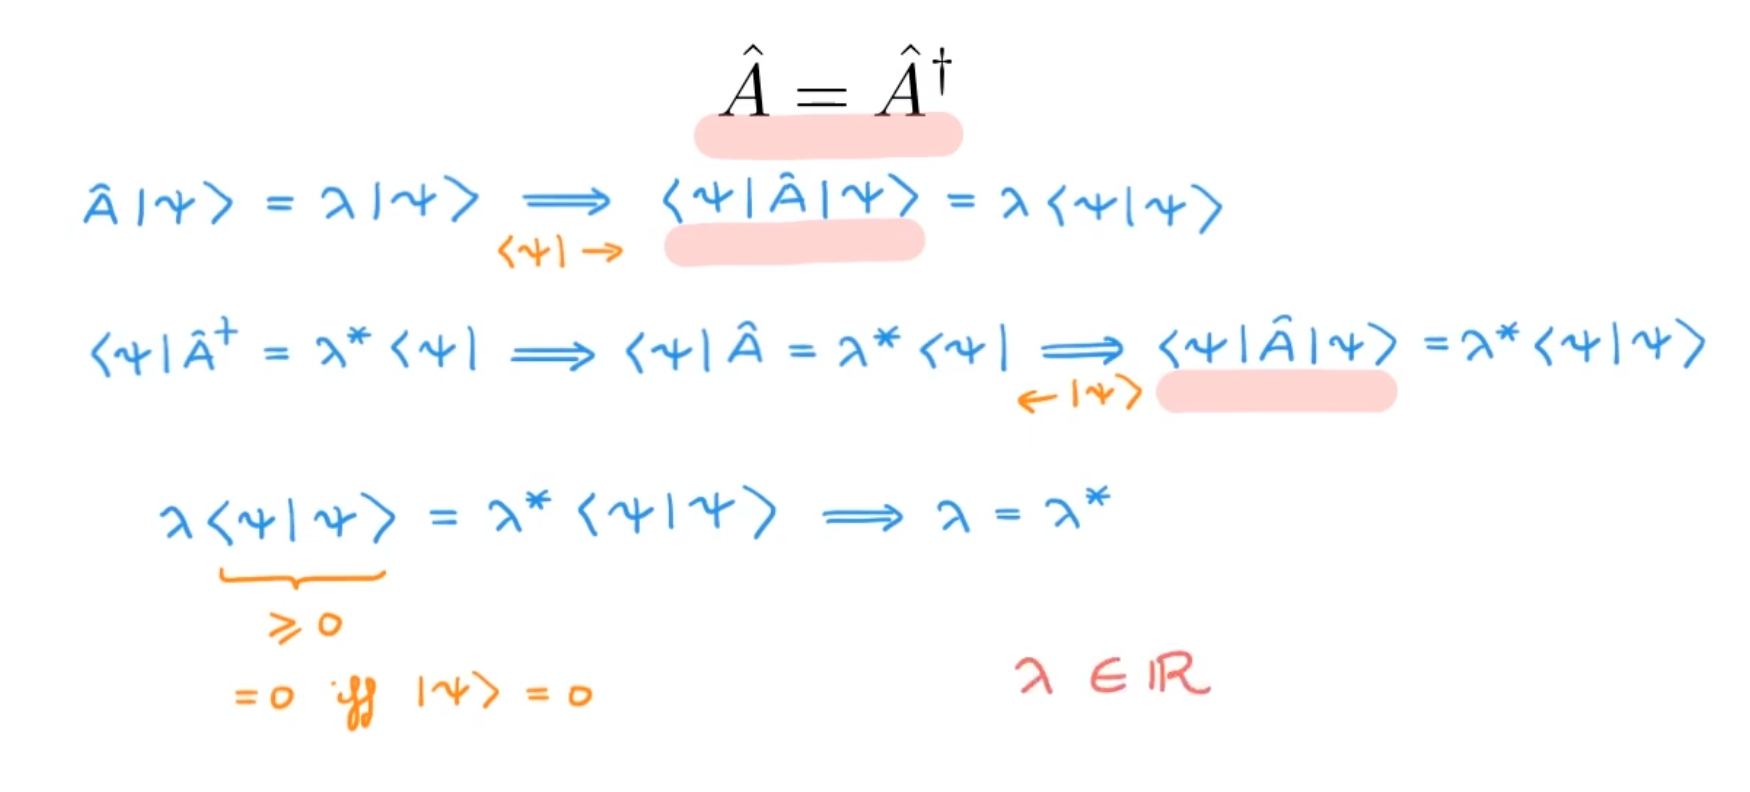 Â = Â†
Â|ψ⟩ = λ|ψ⟩ ⟹ ⟨ψ|Â|ψ⟩ = λ⟨ψ|ψ⟩
⟨ψ| →
⟨ψ|Â† = λ*⟨ψ| ⟹ ⟨ψ|Â = λ*⟨ψ| ⟹ ⟨ψ|Â|ψ⟩ = λ*⟨ψ|ψ⟩
← |ψ⟩
λ⟨ψ|ψ⟩ = λ*⟨ψ|ψ⟩ ⟹ λ = λ*
⩾ 0
= 0 iff |ψ⟩ = 0
λ ∈ ℝ